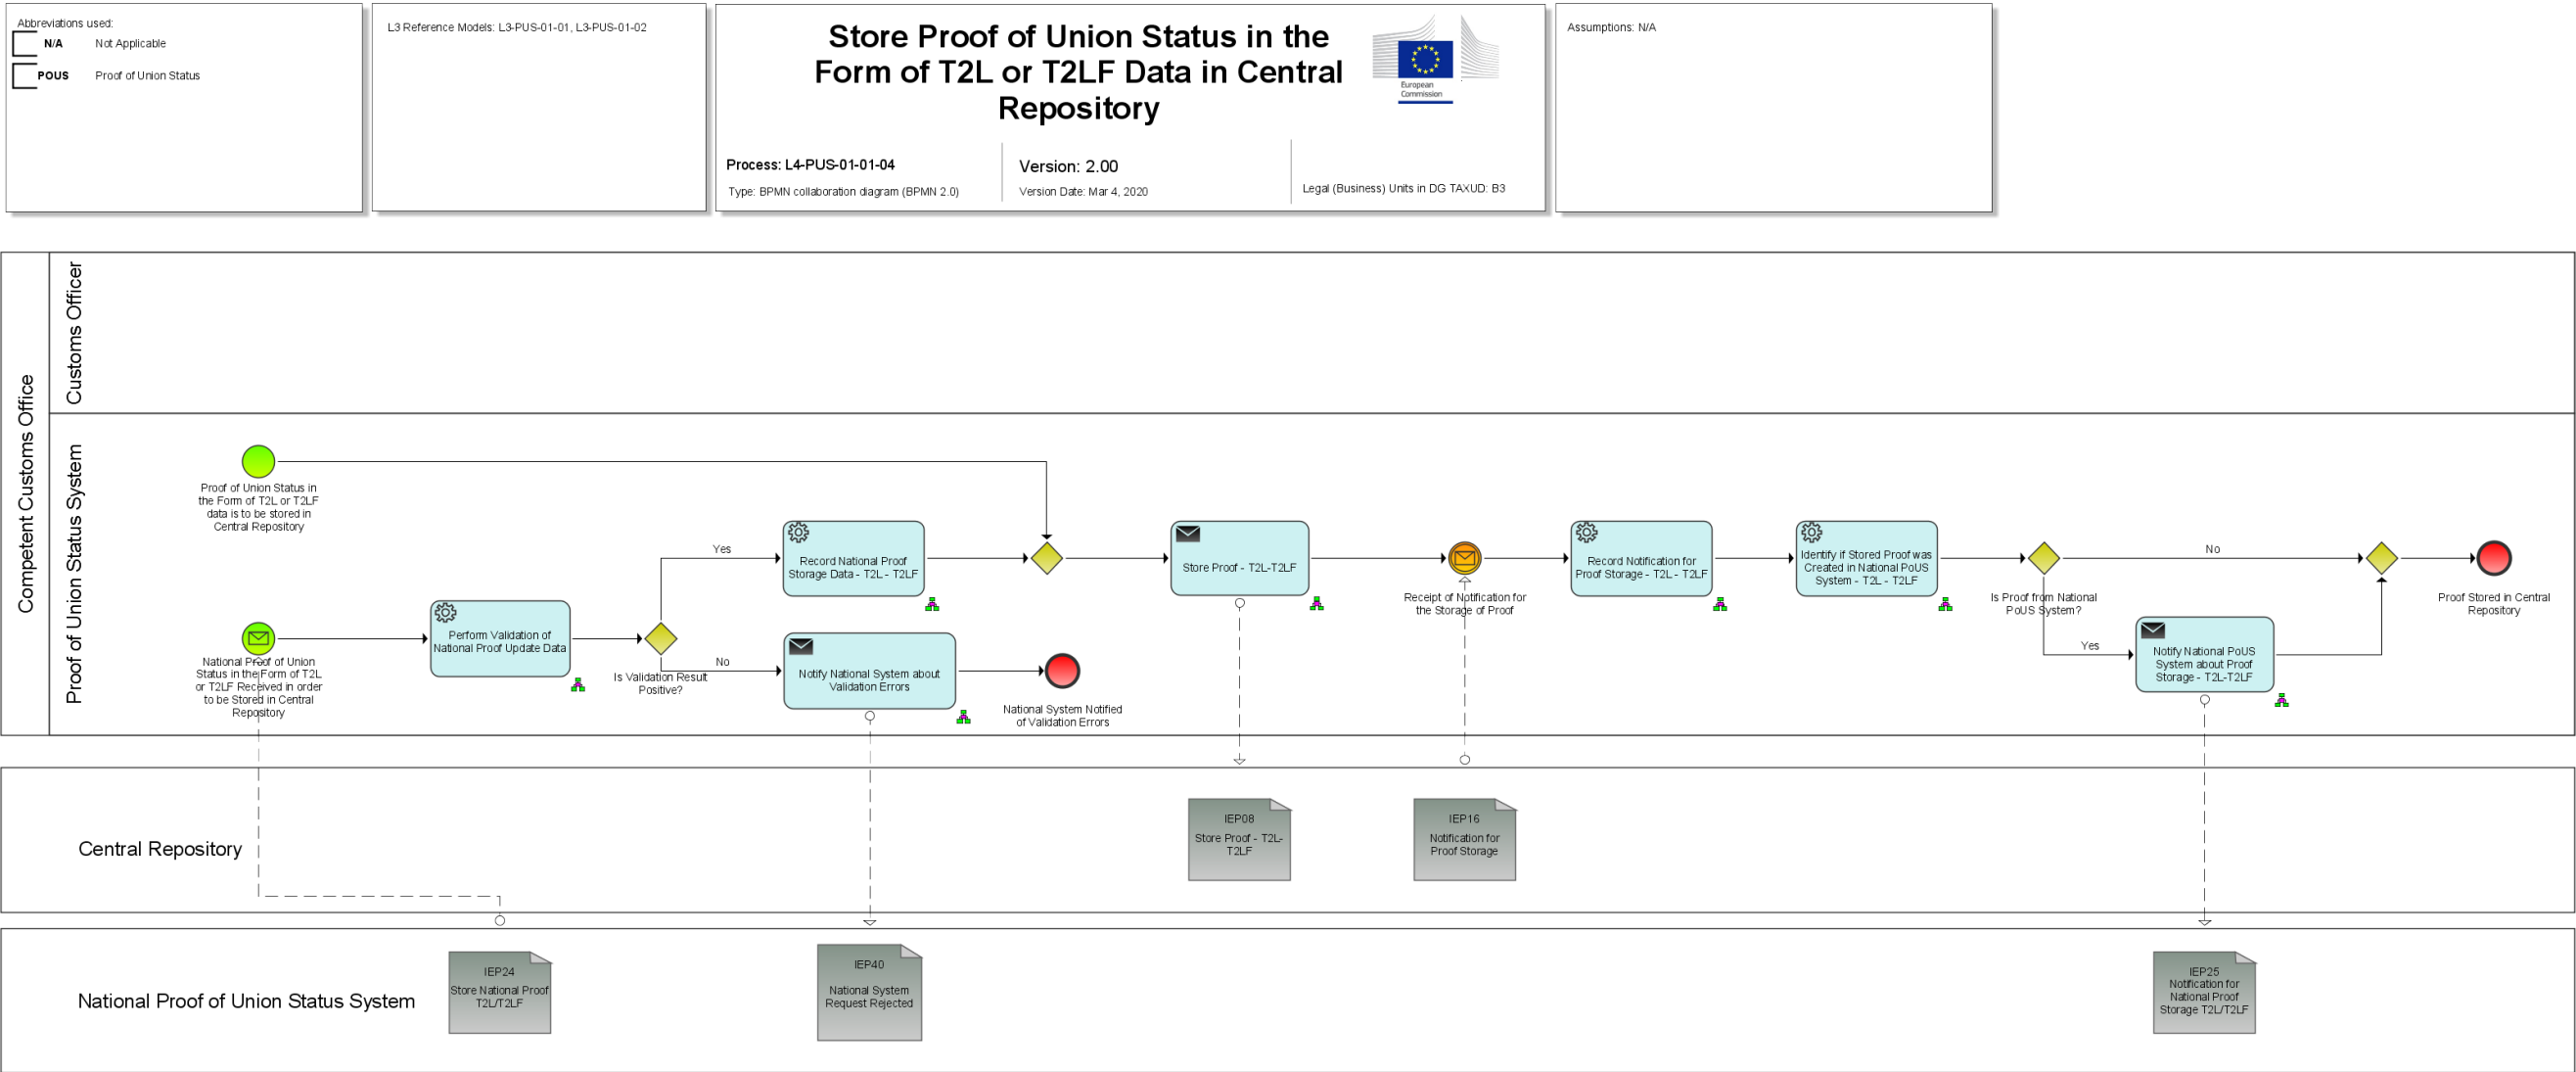 Abbreviations used:
N/A Not Applicable
POUS Proof of Union Status
L3 Reference Models: L3-PUS-01-01, L3-PUS-01-02
Store Proof of Union Status in the
Form of T2L or T2LF Data in Central
Repository
European
Commission
Process: L4-PUS-01-01-04
Version: 2.00
Type: BPMN collaboration diagram (BPMN 2.0)
Version Date: Mar 4, 2020
Legal (Business) Units in DG TAXUD: B3
Assumptions: N/A
Competent Customs Office
Customs Officer
Proof of Union Status System
Proof of Union Status in
the Form of T2L or T2LF
data is to be stored in
Central Repository
National Proof of Union
Status in the Form of T2L
or T2LF Received in order
to be Stored in Central
Repository
Perform Validation of
National Proof Update Data
Is Validation Result
Positive?
Yes
No
Record National Proof
Storage Data - T2L - T2LF
Notify National System about
Validation Errors
National System Notified
of Validation Errors
Store Proof - T2L-T2LF
Receipt of Notification for
the Storage of Proof
Record Notification for
Proof Storage - T2L - T2LF
Identify if Stored Proof was
Created in National PoUS
System - T2L - T2LF
Is Proof from National
PoUS System?
No
Yes
Notify National PoUS
System about Proof
Storage - T2L-T2LF
Proof Stored in Central
Repository
Central Repository
IEP08
Store Proof - T2L-
T2LF
IEP16
Notification for
Proof Storage
National Proof of Union Status System
IEP24
Store National Proof
T2L/T2LF
IEP40
National System
Request Rejected
IEP25
Notification for
National Proof
Storage T2L/T2LF